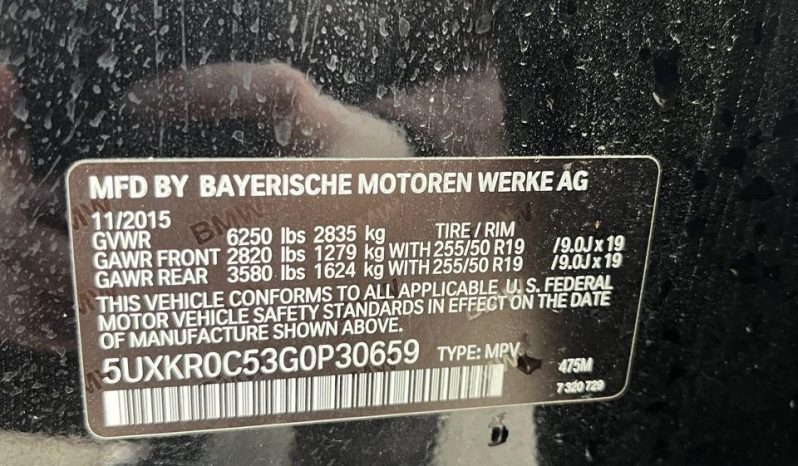 MFD BY BAYERISCHE MOTOREN WERKE AG
11/2015
GVWR 6250 lbs 2835 kg TIRE / RIM
GAWR FRONT 2820 lbs 1279 kg WITH 255/50 R19 /9.0J x 19
GAWR REAR 3580 lbs 1624 kg WITH 255/50 R19 /9.0J x 19
THIS VEHICLE CONFORMS TO ALL APPLICABLE U.S. FEDERAL
MOTOR VEHICLE SAFETY STANDARDS IN EFFECT ON THE DATE
OF MANUFACTURE SHOWN ABOVE.
5UXKR0C53G0P30659 TYPE: MPV 475M
7 320 729